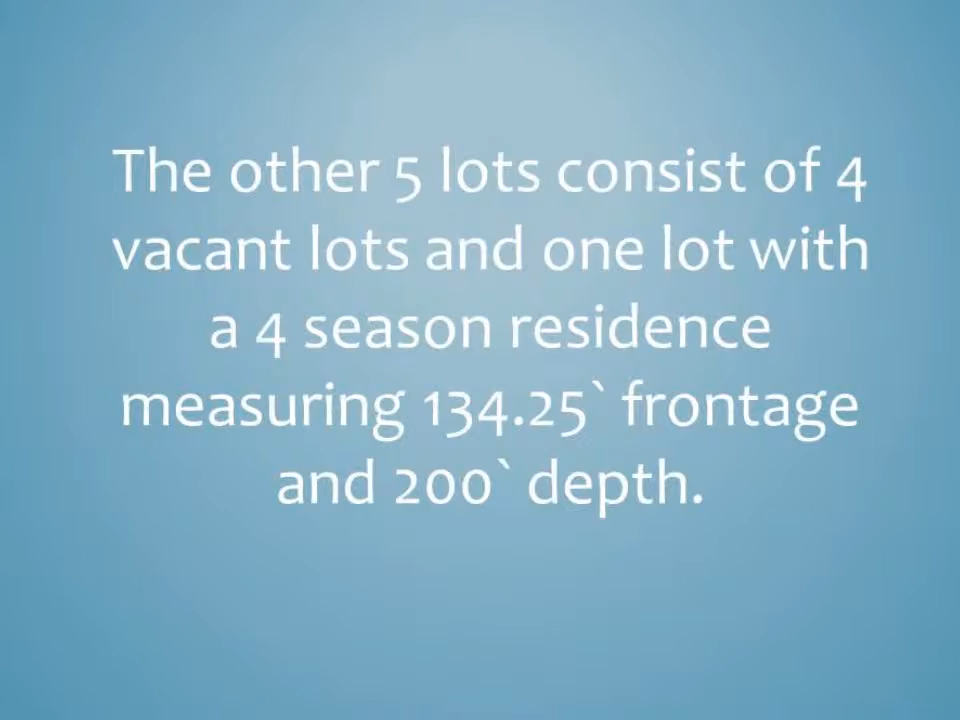 The other 5 lots consist of 4
vacant lots and one lot with
a 4 season residence
measuring 134.25` frontage
and 200` depth.